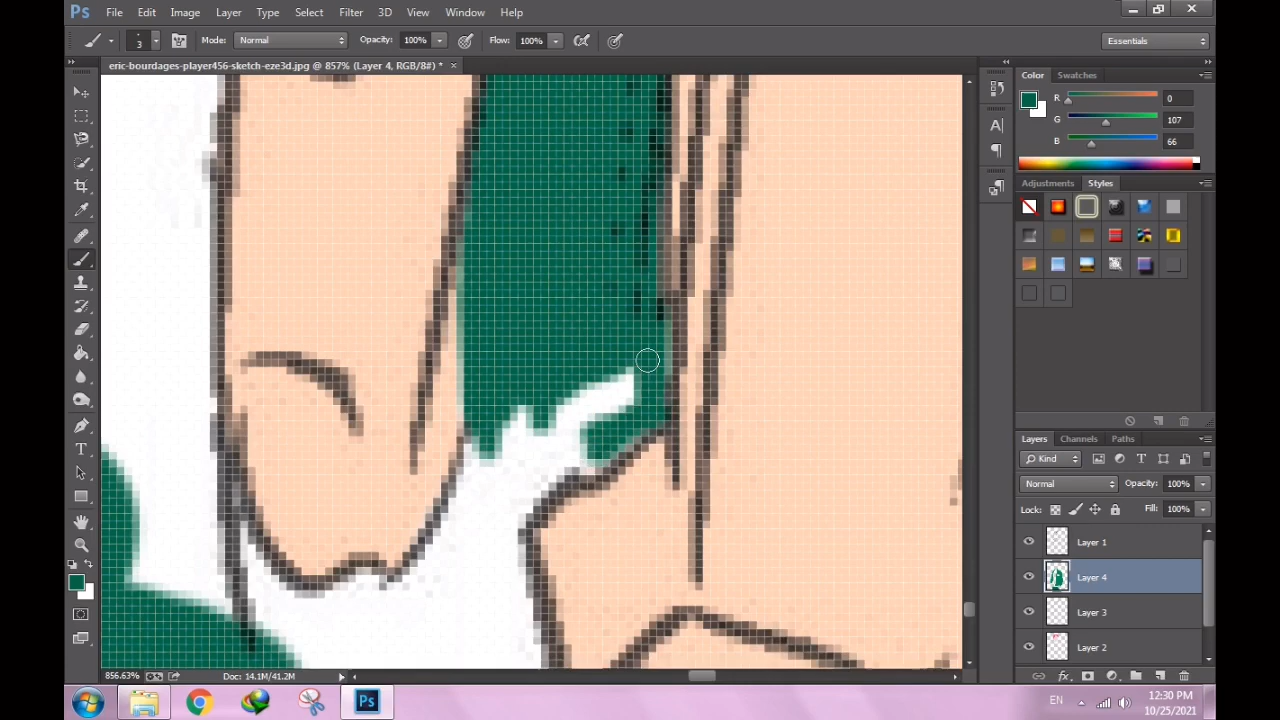 Ps File Edit Image Layer Type Select Filter 3D View Window Help
3 Mode: Normal Opacity: 100% Flow: 100% Essentials
eric-bourdages-player456-sketch-eze3d.jpg @ 857% (Layer 4, RGB/8#) *
Color Swatches
R 0
G 107
B 66
A
Adjustments Styles
T
Layers Channels Paths
Kind
Normal Opacity: 100%
Lock: Fill: 100%
Layer 1
Layer 4
Layer 3
Layer 2
fx
856.63% Doc: 14.1M/41.2M
Ps EN 12:30 PM
10/25/2021